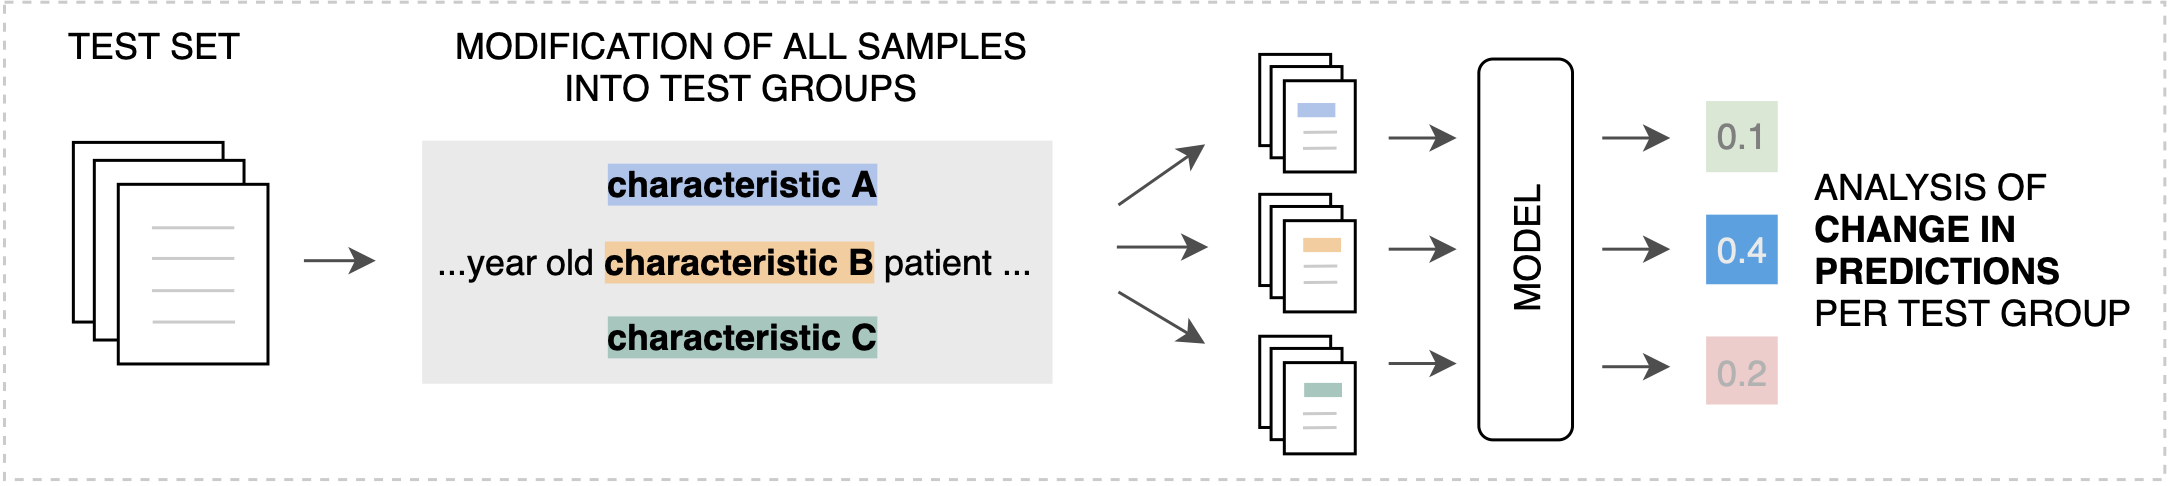 TEST SET
MODIFICATION OF ALL SAMPLES
INTO TEST GROUPS
characteristic A
...year old characteristic B patient ...
characteristic C
MODEL
0.1
0.4
0.2
ANALYSIS OF
CHANGE IN
PREDICTIONS
PER TEST GROUP